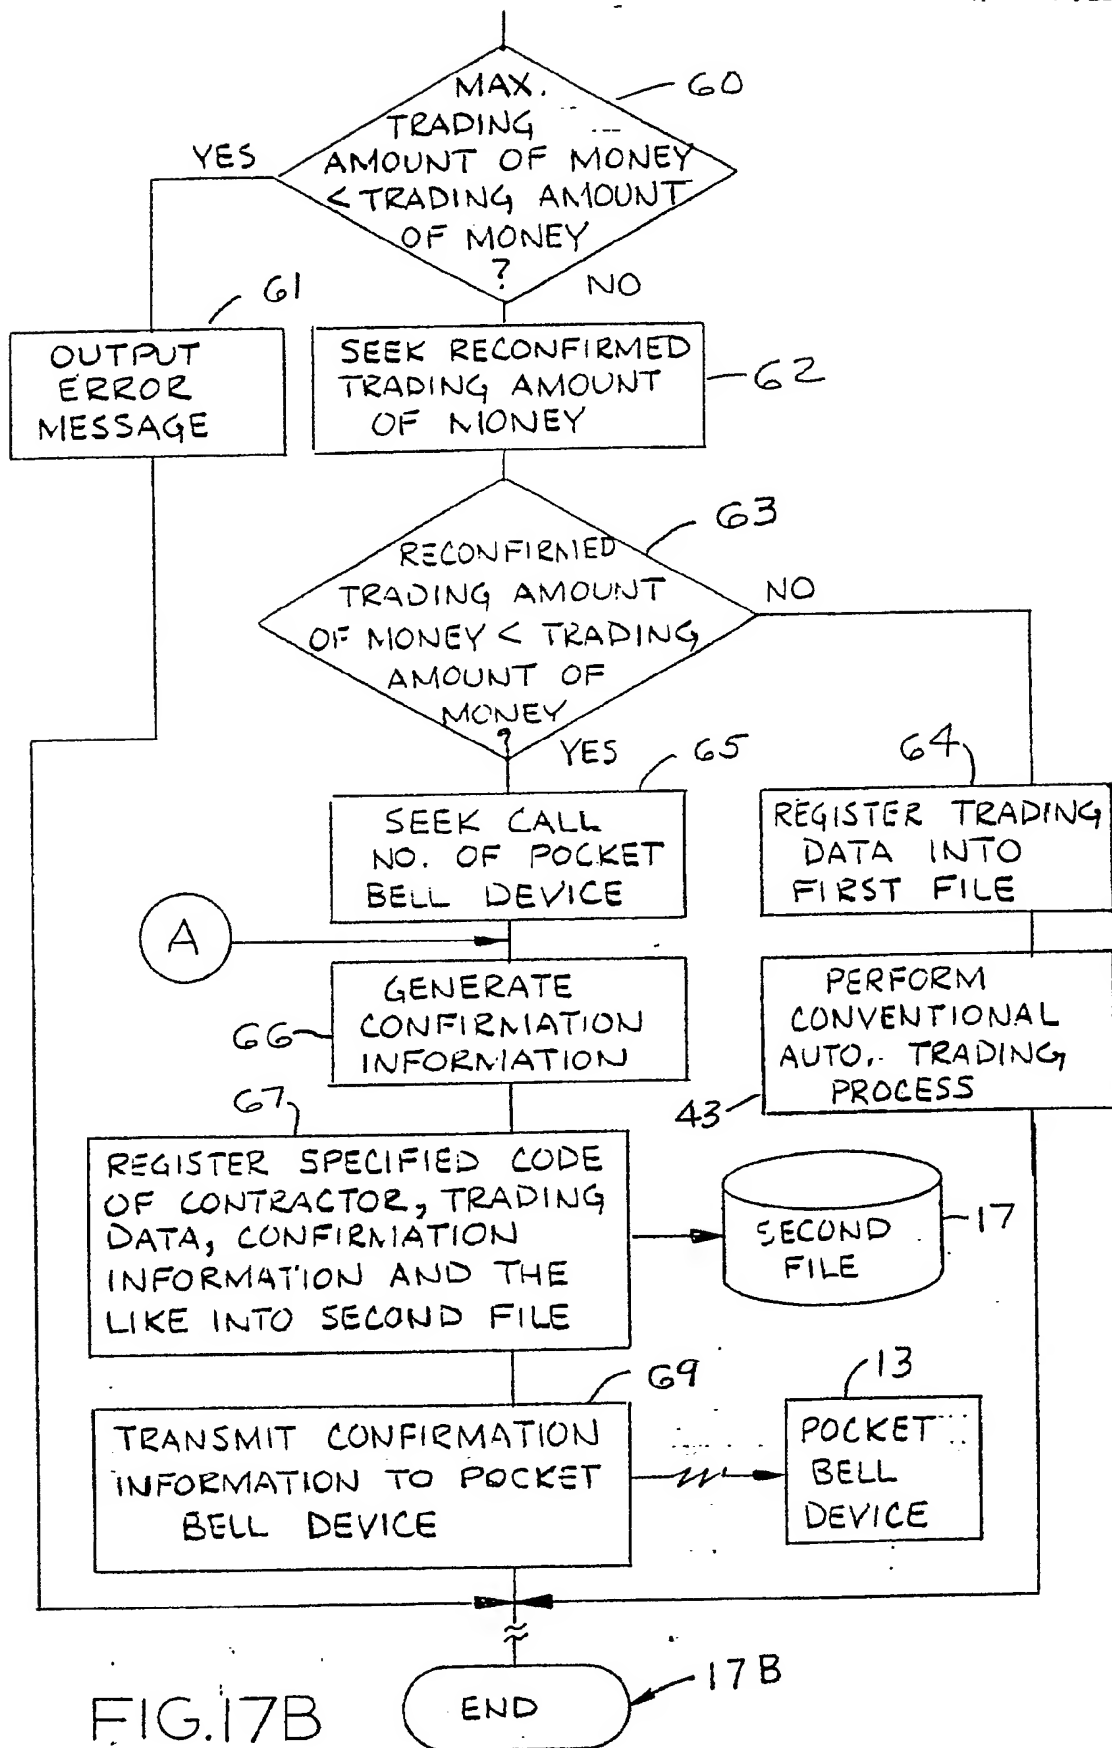 MAX.
TRADING
AMOUNT OF MONEY
< TRADING AMOUNT
OF MONEY
?
60
YES
NO
61
OUTPUT
ERROR
MESSAGE
SEEK RECONFIRMED
TRADING AMOUNT
OF MONEY
62
63
RECONFIRMED
TRADING AMOUNT
OF MONEY < TRADING
AMOUNT OF
MONEY
?
NO
YES
65
64
SEEK CALL
NO. OF POCKET
BELL DEVICE
REGISTER TRADING
DATA INTO
FIRST FILE
A
GENERATE
CONFIRMATION
INFORMATION
66
PERFORM
CONVENTIONAL
AUTO. TRADING
PROCESS
43
67
REGISTER SPECIFIED CODE
OF CONTRACTOR, TRADING
DATA, CONFIRMATION
INFORMATION AND THE
LIKE INTO SECOND FILE
SECOND
FILE
17
69
TRANSMIT CONFIRMATION
INFORMATION TO POCKET
BELL DEVICE
13
POCKET
BELL
DEVICE
END
17B
FIG.17B